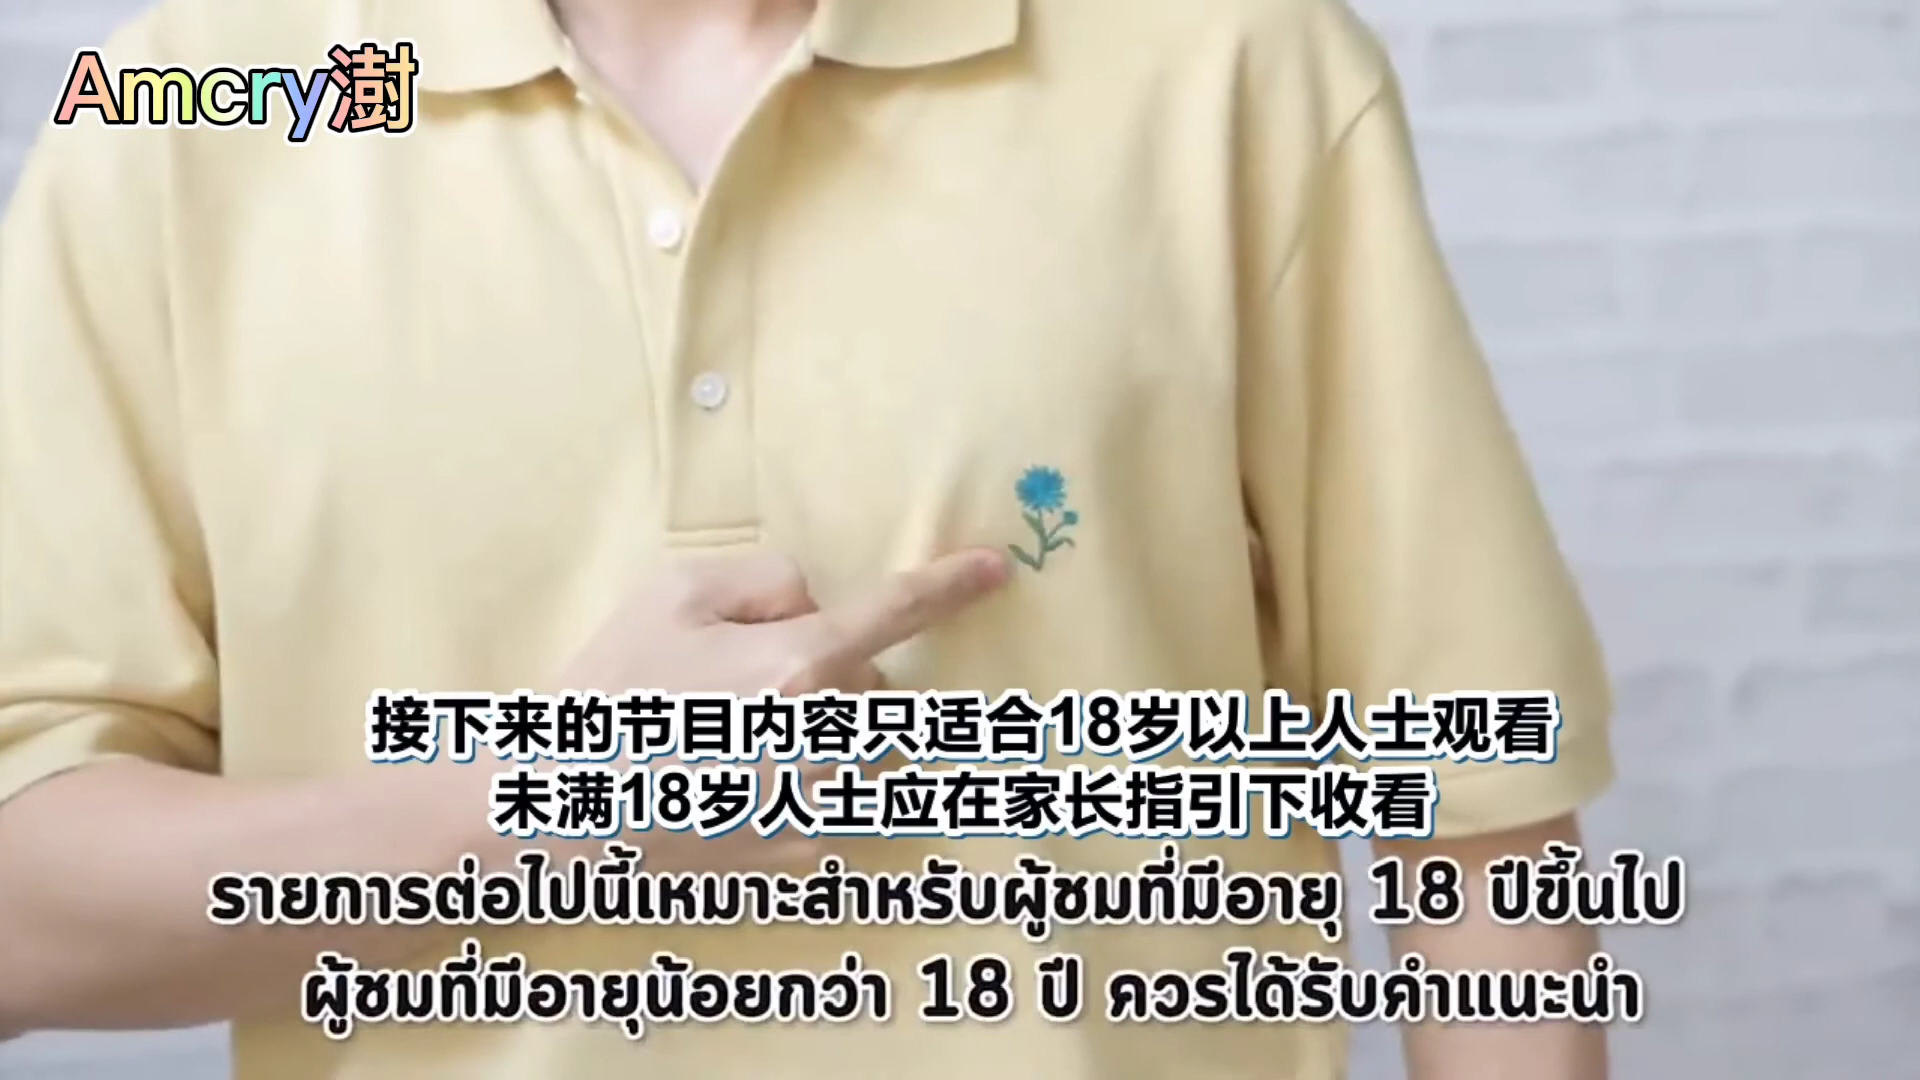 Amcry澍
接下来的节目内容只适合18岁以上人士观看
未满18岁人士应在家长指引下收看
รายการต่อไปนี้เหมาะสำหรับผู้ชมที่มีอายุ 18 ปีขึ้นไป
ผู้ชมที่มีอายุน้อยกว่า 18 ปี ควรได้รับคำแนะนำ